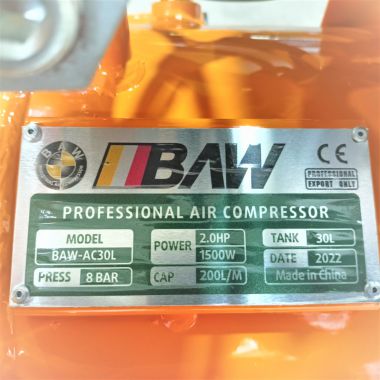 BAW
BAW
CE
PROFESSIONAL
EXPORT ONLY
PROFESSIONAL AIR COMPRESSOR
MODEL
BAW-AC30L
POWER
2.0HP
1500W
TANK 30L
DATE 2022
PRESS 8 BAR
CAP 200L/M
Made in China